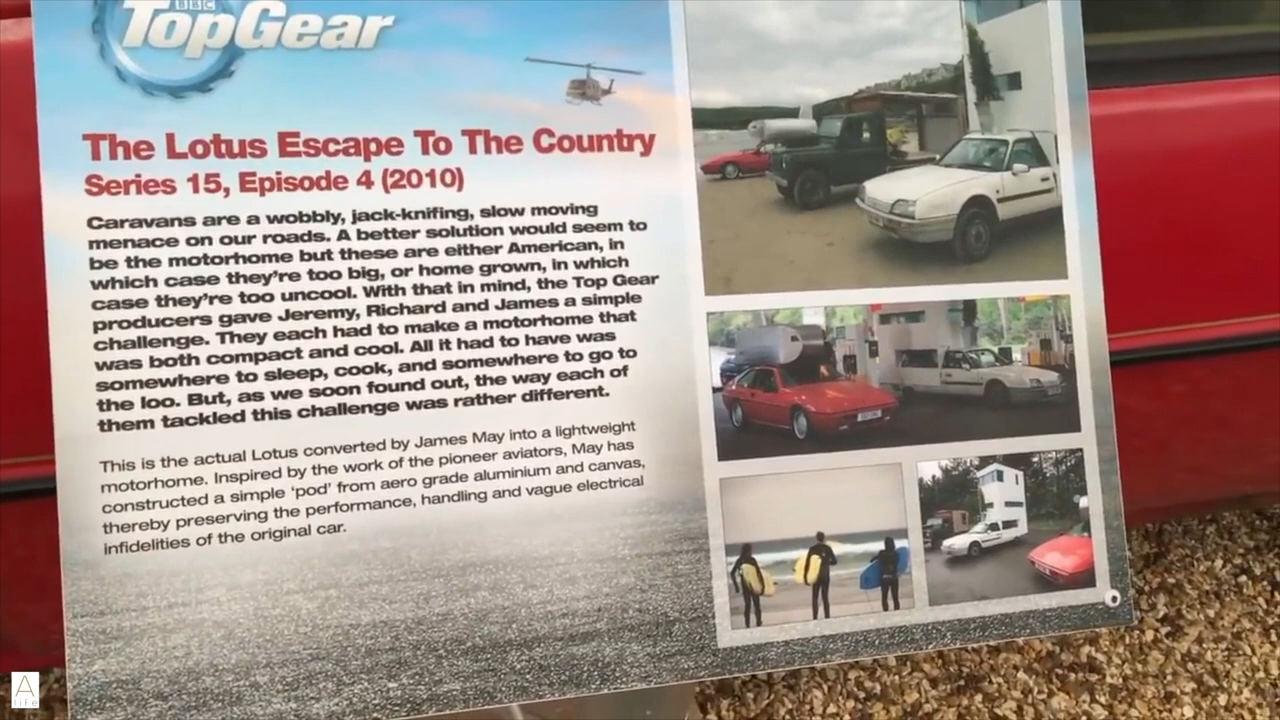 BBC
TopGear
The Lotus Escape To The Country
Series 15, Episode 4 (2010)
Caravans are a wobbly, jack-knifing, slow moving
menace on our roads. A better solution would seem to
be the motorhome but these are either American, in
which case they're too big, or home grown, in which
case they're too uncool. With that in mind, the Top Gear
producers gave Jeremy, Richard and James a simple
challenge. They each had to make a motorhome that
was both compact and cool. All it had to have was
somewhere to sleep, cook, and somewhere to go to
the loo. But, as we soon found out, the way each of
them tackled this challenge was rather different.
This is the actual Lotus converted by James May into a lightweight
motorhome. Inspired by the work of the pioneer aviators, May has
constructed a simple 'pod' from aero grade aluminium and canvas,
thereby preserving the performance, handling and vague electrical
infidelities of the original car.
A
life